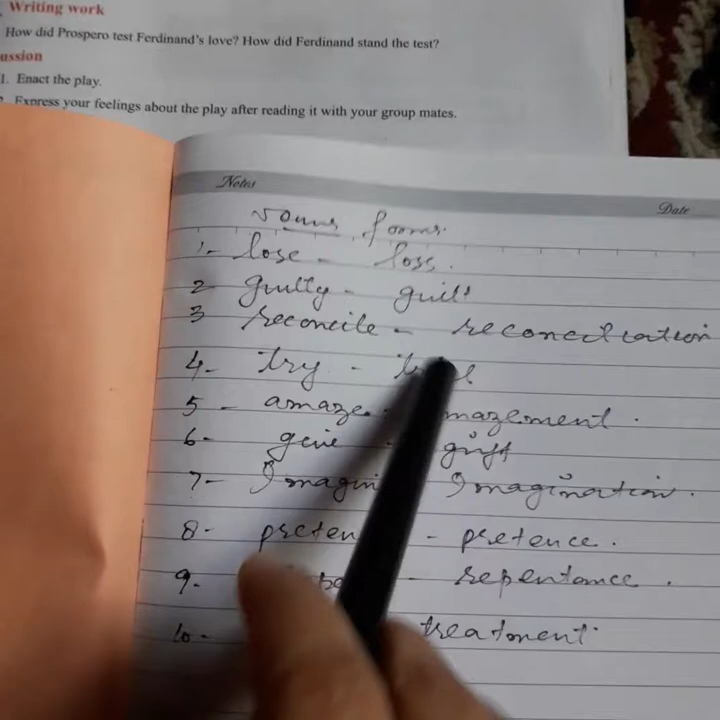 Writing work
How did Prospero test Ferdinand's love? How did Ferdinand stand the test?
ussion
1. Enact the play.
Express your feelings about the play after reading it with your group mates.
Notes
Date
nouns forms.
1- lose - loss.
2 guilty - guilt
3 reconcile - reconciliation
4- try -
5 - amaze mazement.
6- give - gift
7- Imagin Imagination.
8- preten - pretence.
9. - repentance.
10- treatment